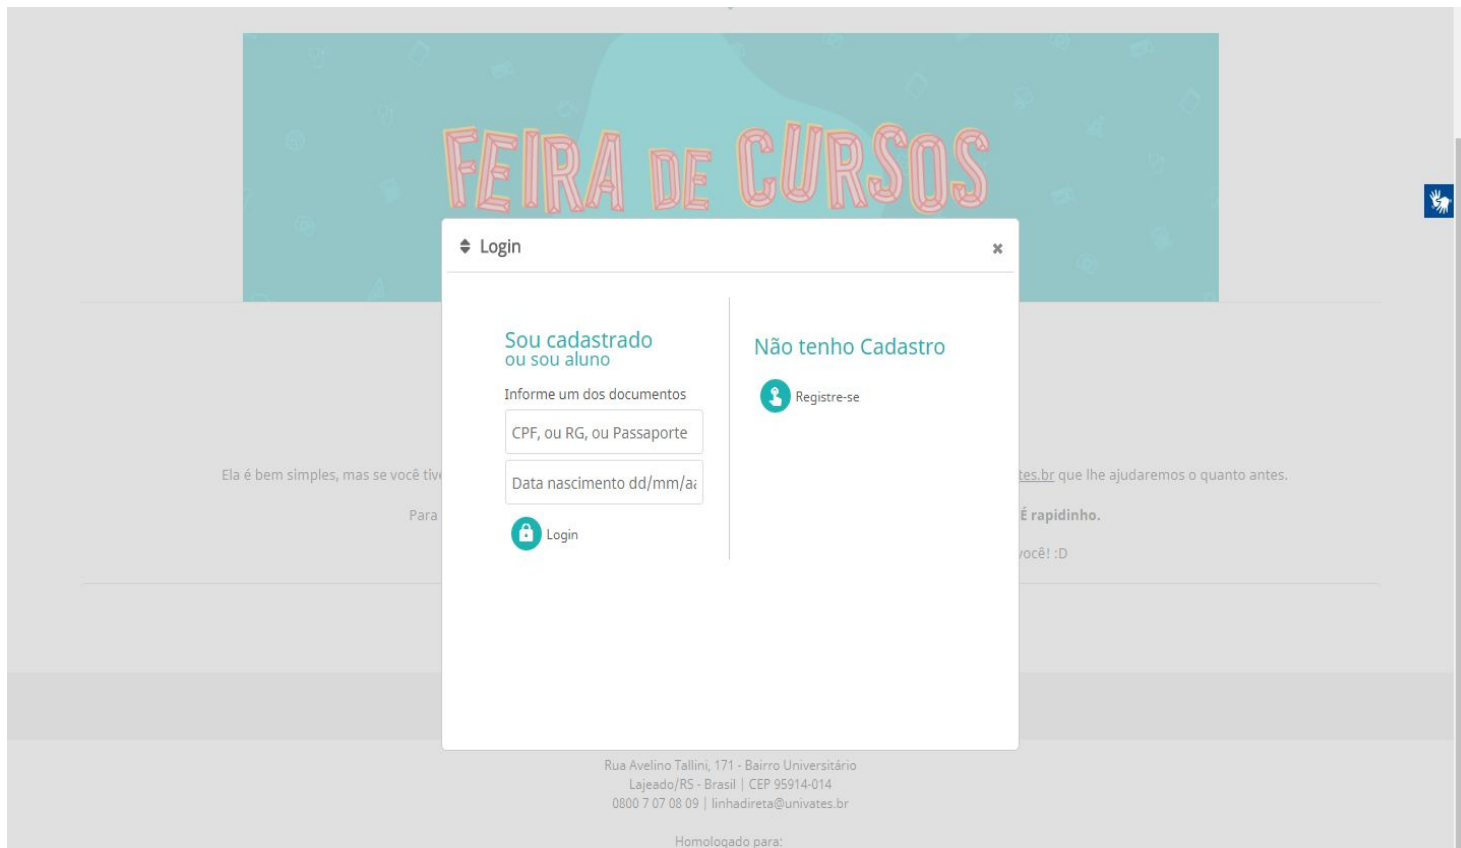 FEIRA DE CURSOS
Login
Sou cadastrado
ou sou aluno
Informe um dos documentos
CPF, ou RG, ou Passaporte
Data nascimento dd/mm/aa
Login
Não tenho Cadastro
Registre-se
Ela é bem simples, mas se você tive
tes.br que lhe ajudaremos o quanto antes.
Para
É rapidinho.
você! :D
Rua Avelino Tallini, 171 - Bairro Universitário
Lajeado/RS - Brasil | CEP 95914-014
0800 7 07 08 09 | linhadireta@univates.br
Homologado para: